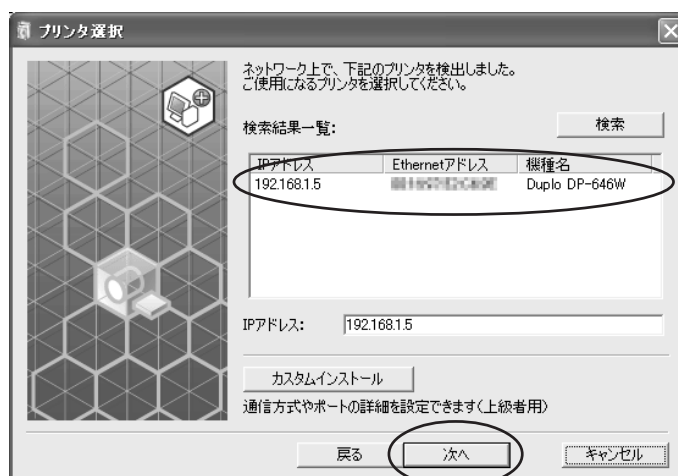 プリンタ選択
ネットワーク上で、下記のプリンタを検出しました。
ご使用になるプリンタを選択してください。
検索結果一覧:
検索
IPアドレス Ethernetアドレス 機種名
192.168.1.5 Duplo DP-646W
IPアドレス: 192.168.1.5
カスタムインストール
通信方式やポートの詳細を設定できます(上級者用)
戻る 次へ キャンセル